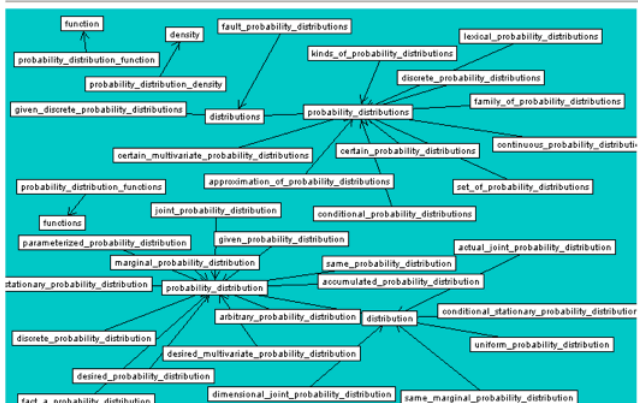 function
fault_probability_distributions
density
lexical_probability_distributions
probability_distribution_function
kinds_of_probability_distributions
probability_distribution_density
discrete_probability_distributions
given_discrete_probability_distributions
family_of_probability_distributions
distributions
probability_distributions
certain_multivariate_probability_distributions
certain_probability_distributions
continuous_probability_distributi
probability_distribution_functions
approximation_of_probability_distributions
set_of_probability_distributions
functions
joint_probability_distribution
conditional_probability_distributions
parameterized_probability_distribution
given_probability_distribution
actual_joint_probability_distribution
marginal_probability_distribution
same_probability_distribution
stationary_probability_distribution
probability_distribution
accumulated_probability_distribution
arbitrary_probability_distribution
distribution
conditional_stationary_probability_distribution
discrete_probability_distribution
desired_multivariate_probability_distribution
uniform_probability_distribution
desired_probability_distribution
fact_a_probability_distribution
dimensional_joint_probability_distribution
same_marginal_probability_distribution